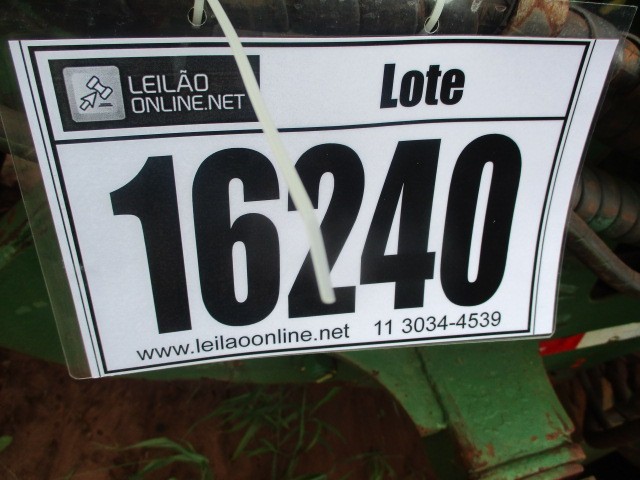 LEILÃO
ONLINE.NET
Lote
16240
www.leilaoonline.net 11 3034-4539